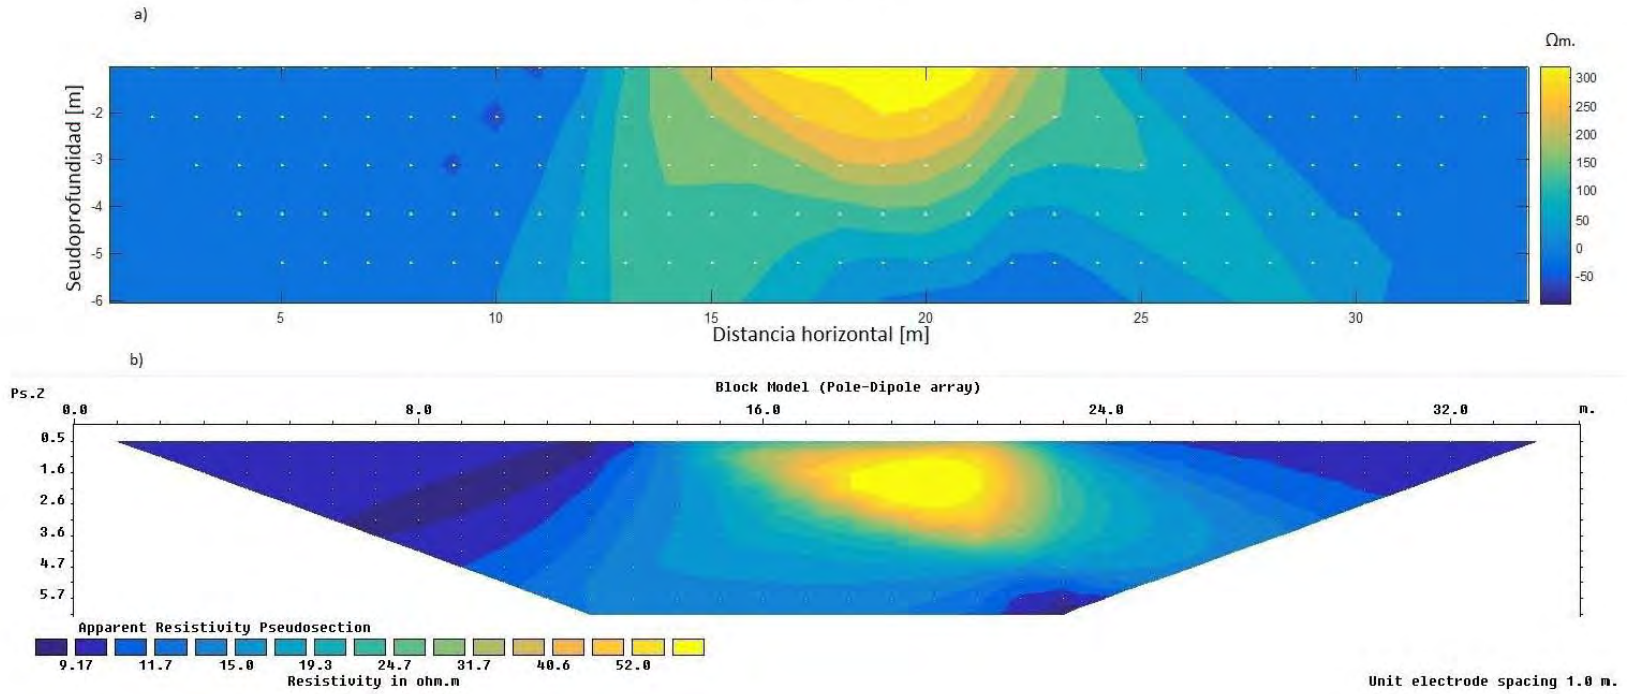 a)
Ωm.
300
250
200
150
100
50
0
-50
Seudoprofundidad [m]
-2
-3
-4
-5
-6
5 10 15 20 25 30
Distancia horizontal [m]
b)
Block Model (Pole-Dipole array)
Ps.Z
0.0 8.0 16.0 24.0 32.0 m.
0.5
1.6
2.6
3.6
4.7
5.7
Apparent Resistivity Pseudosection
9.17 11.7 15.0 19.3 24.7 31.7 40.6 52.0
Resistivity in ohm.m
Unit electrode spacing 1.0 m.